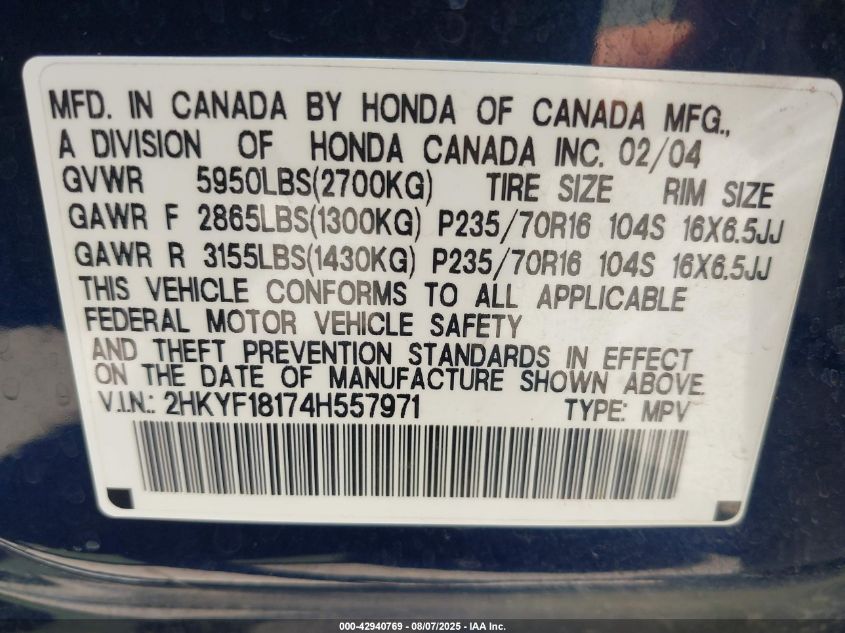 MFD. IN CANADA BY HONDA OF CANADA MFG.,
A DIVISION OF HONDA CANADA INC. 02/04
GVWR 5950LBS(2700KG) TIRE SIZE RIM SIZE
GAWR F 2865LBS(1300KG) P235/70R16 104S 16X6.5JJ
GAWR R 3155LBS(1430KG) P235/70R16 104S 16X6.5JJ
THIS VEHICLE CONFORMS TO ALL APPLICABLE
FEDERAL MOTOR VEHICLE SAFETY
AND THEFT PREVENTION STANDARDS IN EFFECT
ON THE DATE OF MANUFACTURE SHOWN ABOVE.
V.I.N.: 2HKYF18174H557971 TYPE: MPV
000-42940769 - 08/07/2025 - IAA Inc.